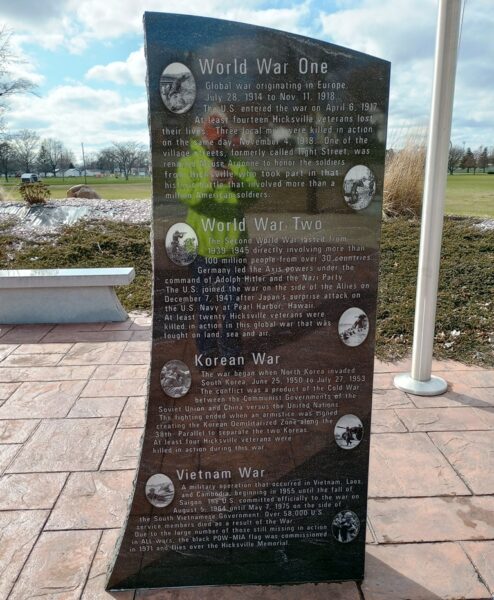 World War One
Global war originating in Europe
July 28, 1914 to Nov. 11, 1918.
The U.S. entered the war on April 6, 1917.
At least fourteen Hicksville veterans lost
their lives. Three local men were killed in action
on the same day, November 4, 1918. One of the
village streets, formerly called High Street, was
renamed Meuse Argonne to honor the soldiers
from Hicksville who took part in that
historic battle that involved more than a
million American soldiers.
World War Two
The Second World War lasted from
1939-1945 directly involving more than
100 million people from over 30 countries.
Germany led the Axis powers under the
command of Adolph Hitler and the Nazi Party.
The U.S. joined the war on the side of the Allies on
December 7, 1941 after Japan's surprise attack on
the U.S. Navy at Pearl Harbor, Hawaii.
At least twenty Hicksville veterans were
killed in action in this global war that was
fought on land, sea and air.
Korean War
The war began when North Korea invaded
South Korea, June 25, 1950 to July 27, 1953.
The conflict was a product of the Cold War
between the Communist Governments of the
Soviet Union and China versus the United Nations.
The fighting ended when an armistice was signed
creating the Korean Demilitarized Zone along the
38th Parallel to separate the two Koreas.
At least four Hicksville veterans were
killed in action during this war.
Vietnam War
A military operation that occurred in Vietnam, Laos,
and Cambodia, beginning in 1955 until the fall of
Saigon. The U.S. committed officially to the war on
August 5, 1964, until May 7, 1975 on the side of
the South Vietnamese Government. Over 58,000 U.S.
service members died as a result of the War.
Due to the large number of those still missing in action
in ALL wars, the black POW-MIA flag was commissioned
in 1971 and flies over the Hicksville Memorial.